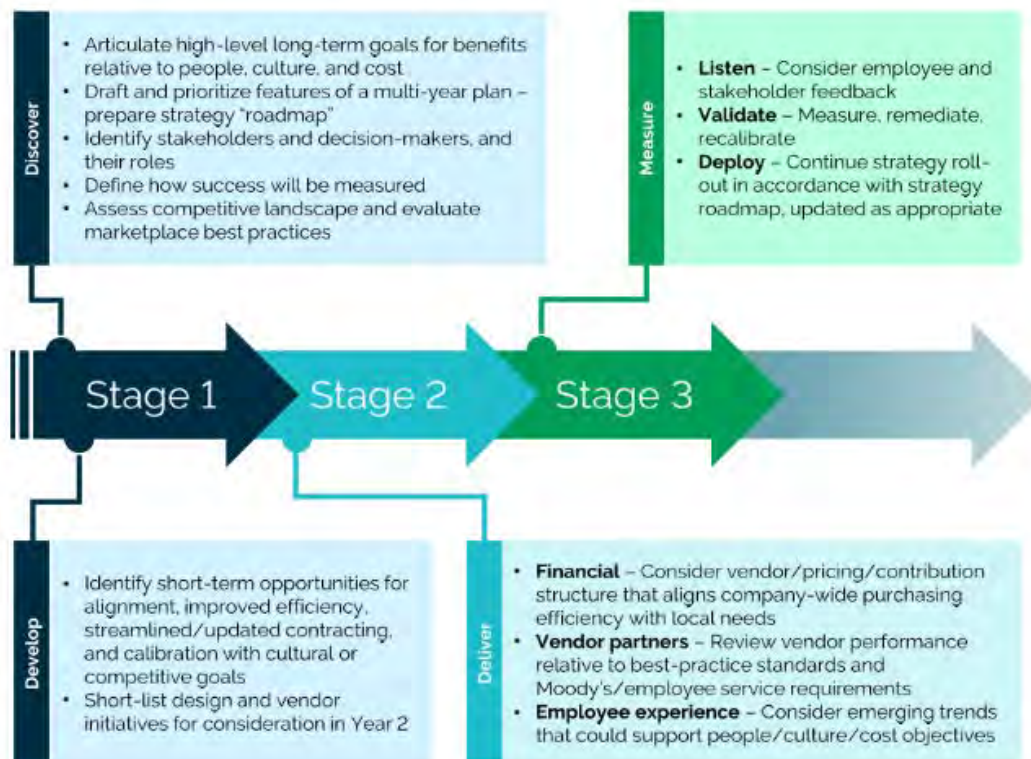 Discover
• Articulate high-level long-term goals for benefits
relative to people, culture, and cost
• Draft and prioritize features of a multi-year plan –
prepare strategy “roadmap”
• Identify stakeholders and decision-makers, and
their roles
• Define how success will be measured
• Assess competitive landscape and evaluate
marketplace best practices
Measure
• Listen – Consider employee and
stakeholder feedback
• Validate – Measure, remediate,
recalibrate
• Deploy – Continue strategy roll-
out in accordance with strategy
roadmap, updated as appropriate
Stage 1
Stage 2
Stage 3
Develop
• Identify short-term opportunities for
alignment, improved efficiency,
streamlined/updated contracting,
and calibration with cultural or
competitive goals
• Short-list design and vendor
initiatives for consideration in Year 2
Deliver
• Financial – Consider vendor/pricing/contribution
structure that aligns company-wide purchasing
efficiency with local needs
• Vendor partners – Review vendor performance
relative to best-practice standards and
Moody’s/employee service requirements
• Employee experience – Consider emerging trends
that could support people/culture/cost objectives